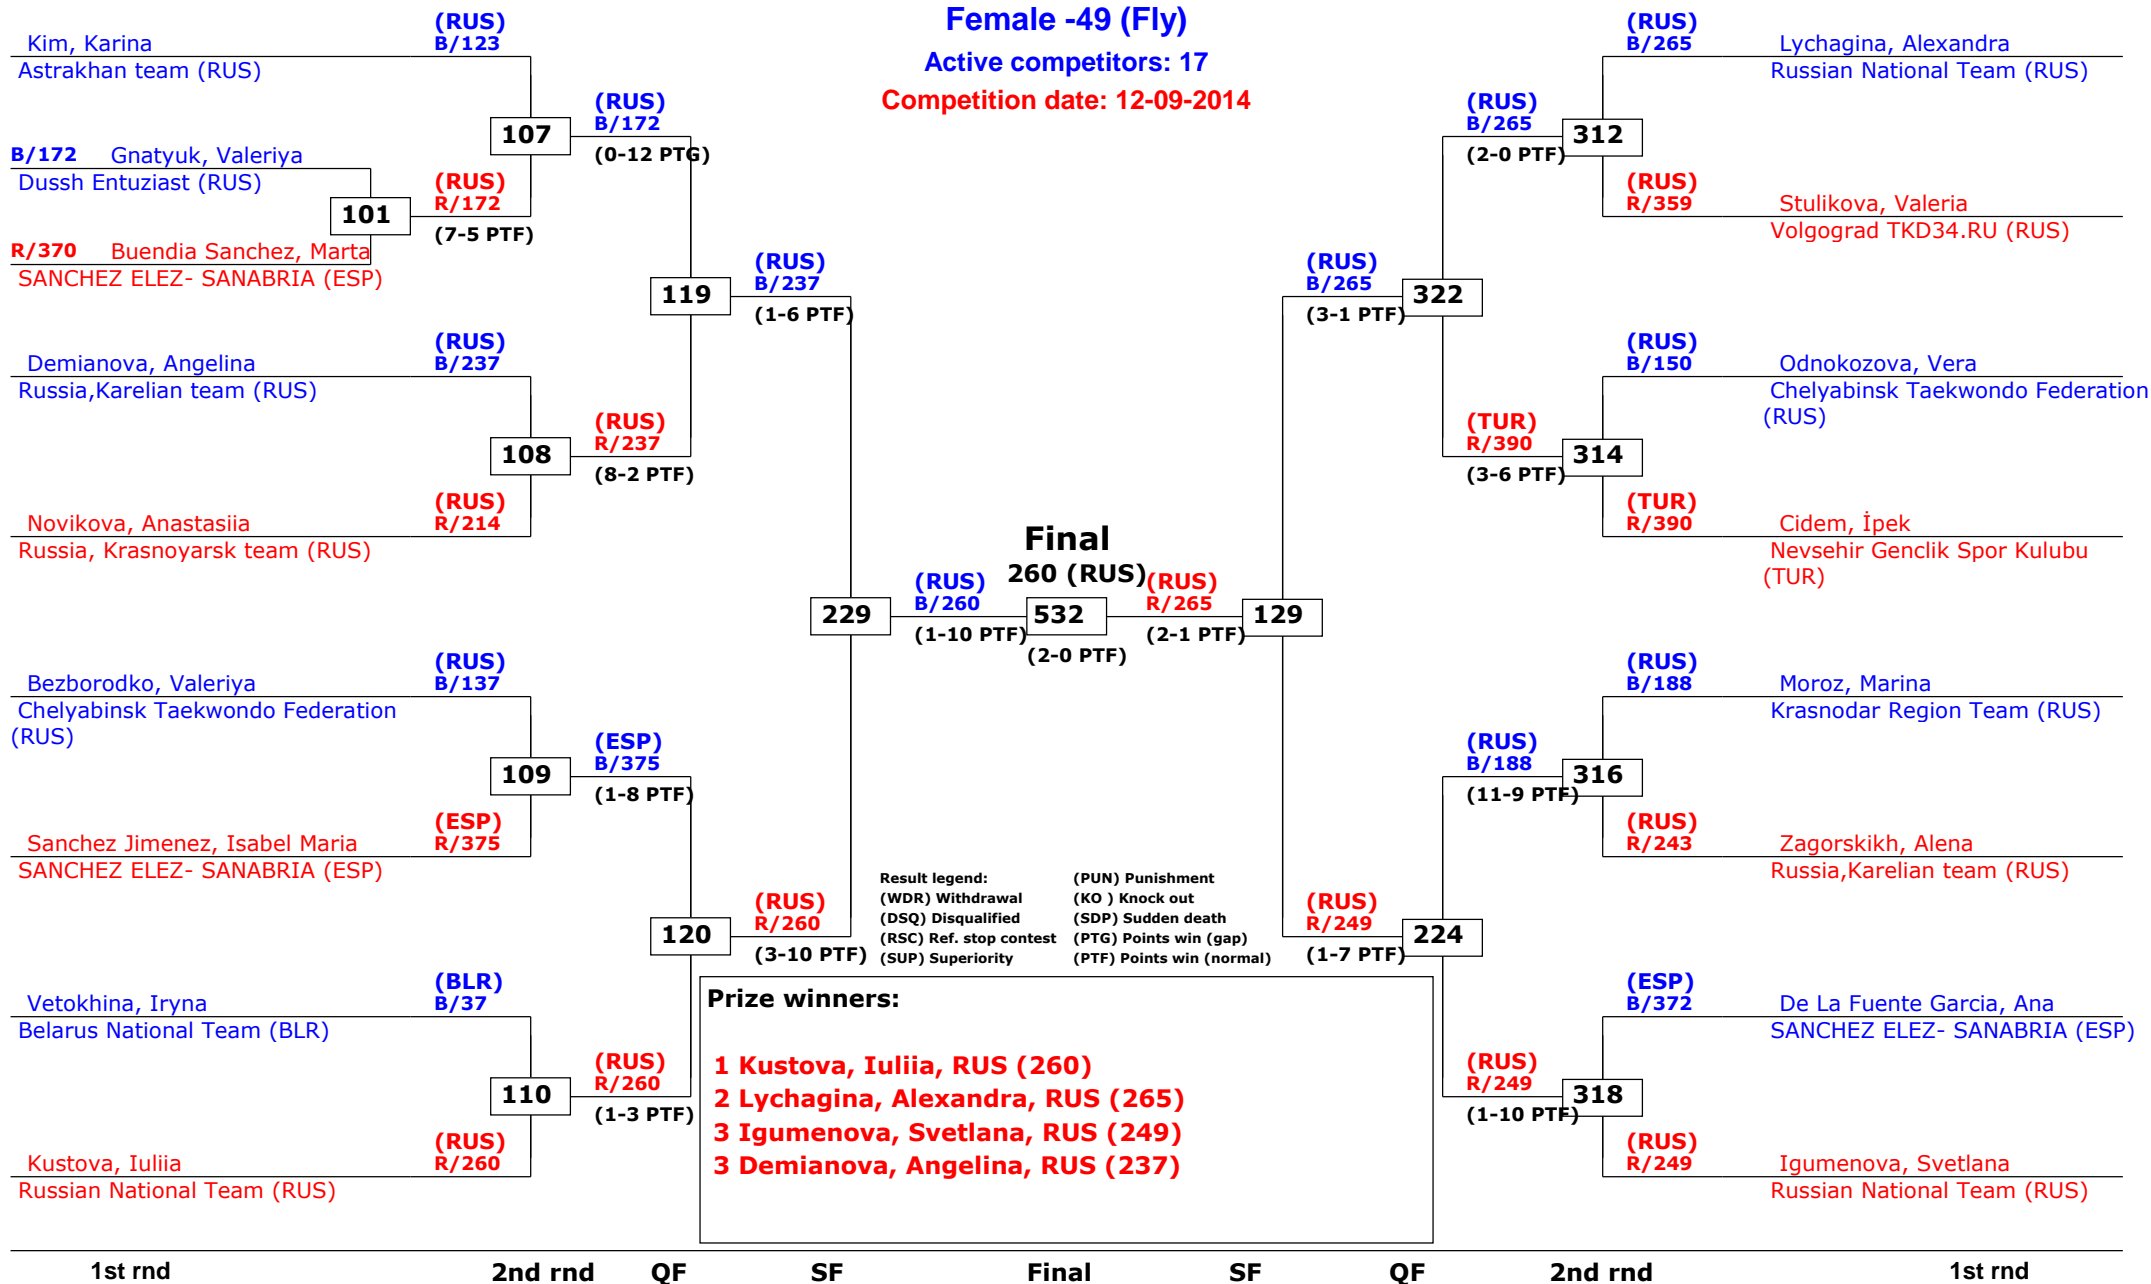 Female -49 (Fly)
Active competitors: 17
Competition date: 12-09-2014
(RUS)
B/123
Kim, Karina
Astrakhan team (RUS)
107
(RUS)
B/172
(0-12 PTG)
B/172 Gnatyuk, Valeriya
Dussh Entuziast (RUS)
101
(RUS)
R/172
(7-5 PTF)
R/370 Buendia Sanchez, Marta
SANCHEZ ELEZ- SANABRIA (ESP)
119
(RUS)
B/237
(1-6 PTF)
(RUS)
B/237
Demianova, Angelina
Russia,Karelian team (RUS)
108
(RUS)
R/237
(8-2 PTF)
(RUS)
R/214
Novikova, Anastasiia
Russia, Krasnoyarsk team (RUS)
229
(RUS)
B/260
(1-10 PTF)
Final
260 (RUS)
532
(2-0 PTF)
(RUS)
R/265
(2-1 PTF)
129
(RUS)
B/137
Bezborodko, Valeriya
Chelyabinsk Taekwondo Federation
(RUS)
109
(ESP)
B/375
(1-8 PTF)
(ESP)
R/375
Sanchez Jimenez, Isabel Maria
SANCHEZ ELEZ- SANABRIA (ESP)
120
(RUS)
R/260
(3-10 PTF)
(BLR)
B/37
Vetokhina, Iryna
Belarus National Team (BLR)
110
(RUS)
R/260
(1-3 PTF)
(RUS)
R/260
Kustova, Iuliia
Russian National Team (RUS)
(RUS)
B/265
Lychagina, Alexandra
Russian National Team (RUS)
312
(RUS)
B/265
(2-0 PTF)
(RUS)
R/359
Stulikova, Valeria
Volgograd TKD34.RU (RUS)
322
(RUS)
B/265
(3-1 PTF)
(RUS)
B/150
Odnokozova, Vera
Chelyabinsk Taekwondo Federation
(RUS)
314
(TUR)
R/390
(3-6 PTF)
(TUR)
R/390
Cidem, İpek
Nevsehir Genclik Spor Kulubu
(TUR)
(RUS)
B/188
Moroz, Marina
Krasnodar Region Team (RUS)
316
(RUS)
B/188
(11-9 PTF)
(RUS)
R/243
Zagorskikh, Alena
Russia,Karelian team (RUS)
224
(RUS)
R/249
(1-7 PTF)
(ESP)
B/372
De La Fuente Garcia, Ana
SANCHEZ ELEZ- SANABRIA (ESP)
318
(RUS)
R/249
(1-10 PTF)
(RUS)
R/249
Igumenova, Svetlana
Russian National Team (RUS)
Result legend: (PUN) Punishment
(WDR) Withdrawal (KO ) Knock out
(DSQ) Disqualified (SDP) Sudden death
(RSC) Ref. stop contest (PTG) Points win (gap)
(SUP) Superiority (PTF) Points win (normal)
Prize winners:
1 Kustova, Iuliia, RUS (260)
2 Lychagina, Alexandra, RUS (265)
3 Igumenova, Svetlana, RUS (249)
3 Demianova, Angelina, RUS (237)
1st rnd 2nd rnd QF SF Final SF QF 2nd rnd 1st rnd